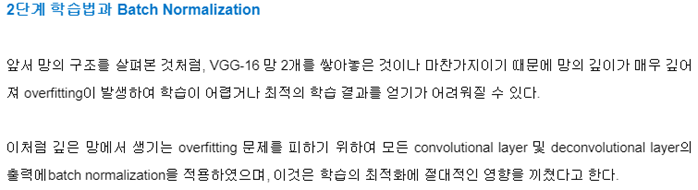 2단계 학습법과 Batch Normalization
앞서 망의 구조를 살펴본 것처럼, VGG-16 망 2개를 쌓아놓은 것이나 마찬가지이기 때문에 망의 깊이가 매우 깊어
져 overfitting이 발생하여 학습이 어렵거나 최적의 학습 결과를 얻기가 어려워질 수 있다.
이처럼 깊은 망에서 생기는 overfitting 문제를 피하기 위하여 모든 convolutional layer 및 deconvolutional layer의
출력에batch normalization을 적용하였으며, 이것은 학습의 최적화에 절대적인 영향을 끼쳤다고 한다.